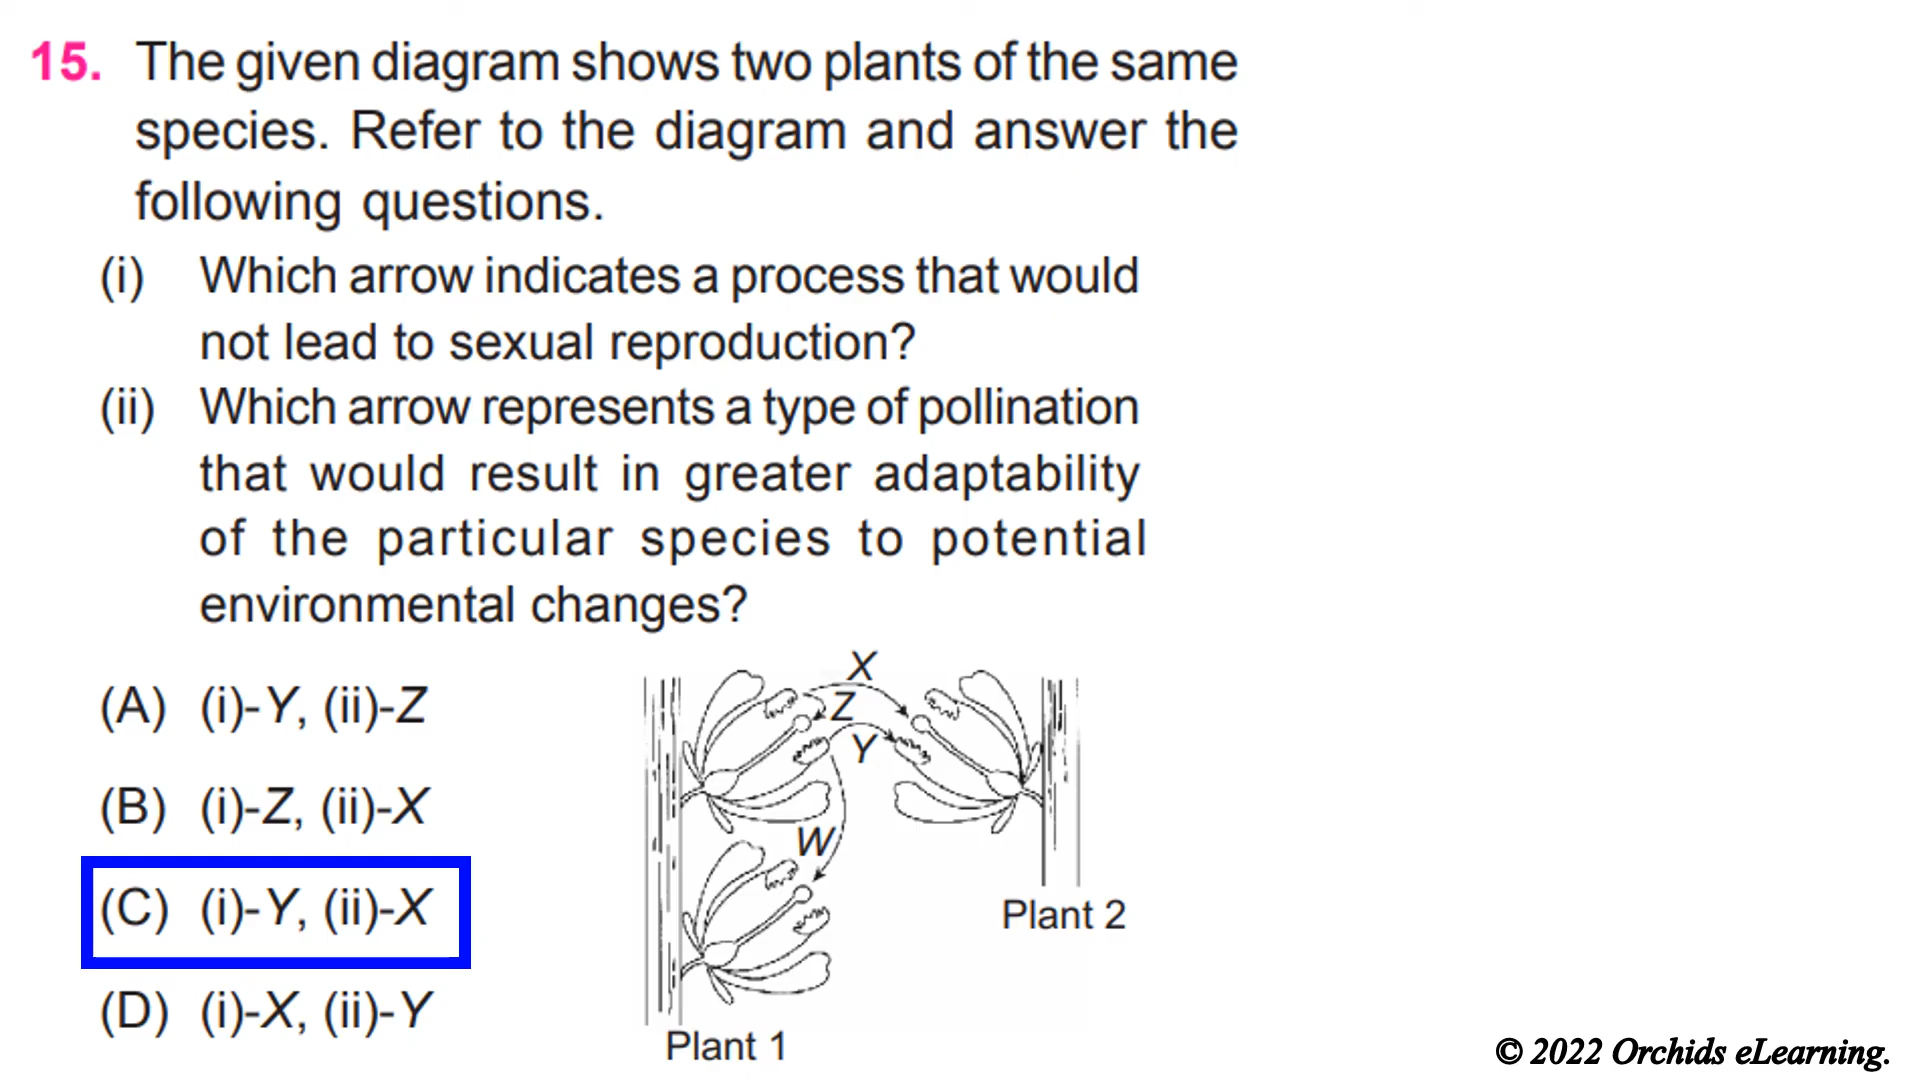 15. The given diagram shows two plants of the same
species. Refer to the diagram and answer the
following questions.
(i) Which arrow indicates a process that would
not lead to sexual reproduction?
(ii) Which arrow represents a type of pollination
that would result in greater adaptability
of the particular species to potential
environmental changes?
(A) (i)-Y, (ii)-Z
(B) (i)-Z, (ii)-X
(C) (i)-Y, (ii)-X
(D) (i)-X, (ii)-Y
X
Z
Y
W
Plant 2
Plant 1
© 2022 Orchids eLearning.